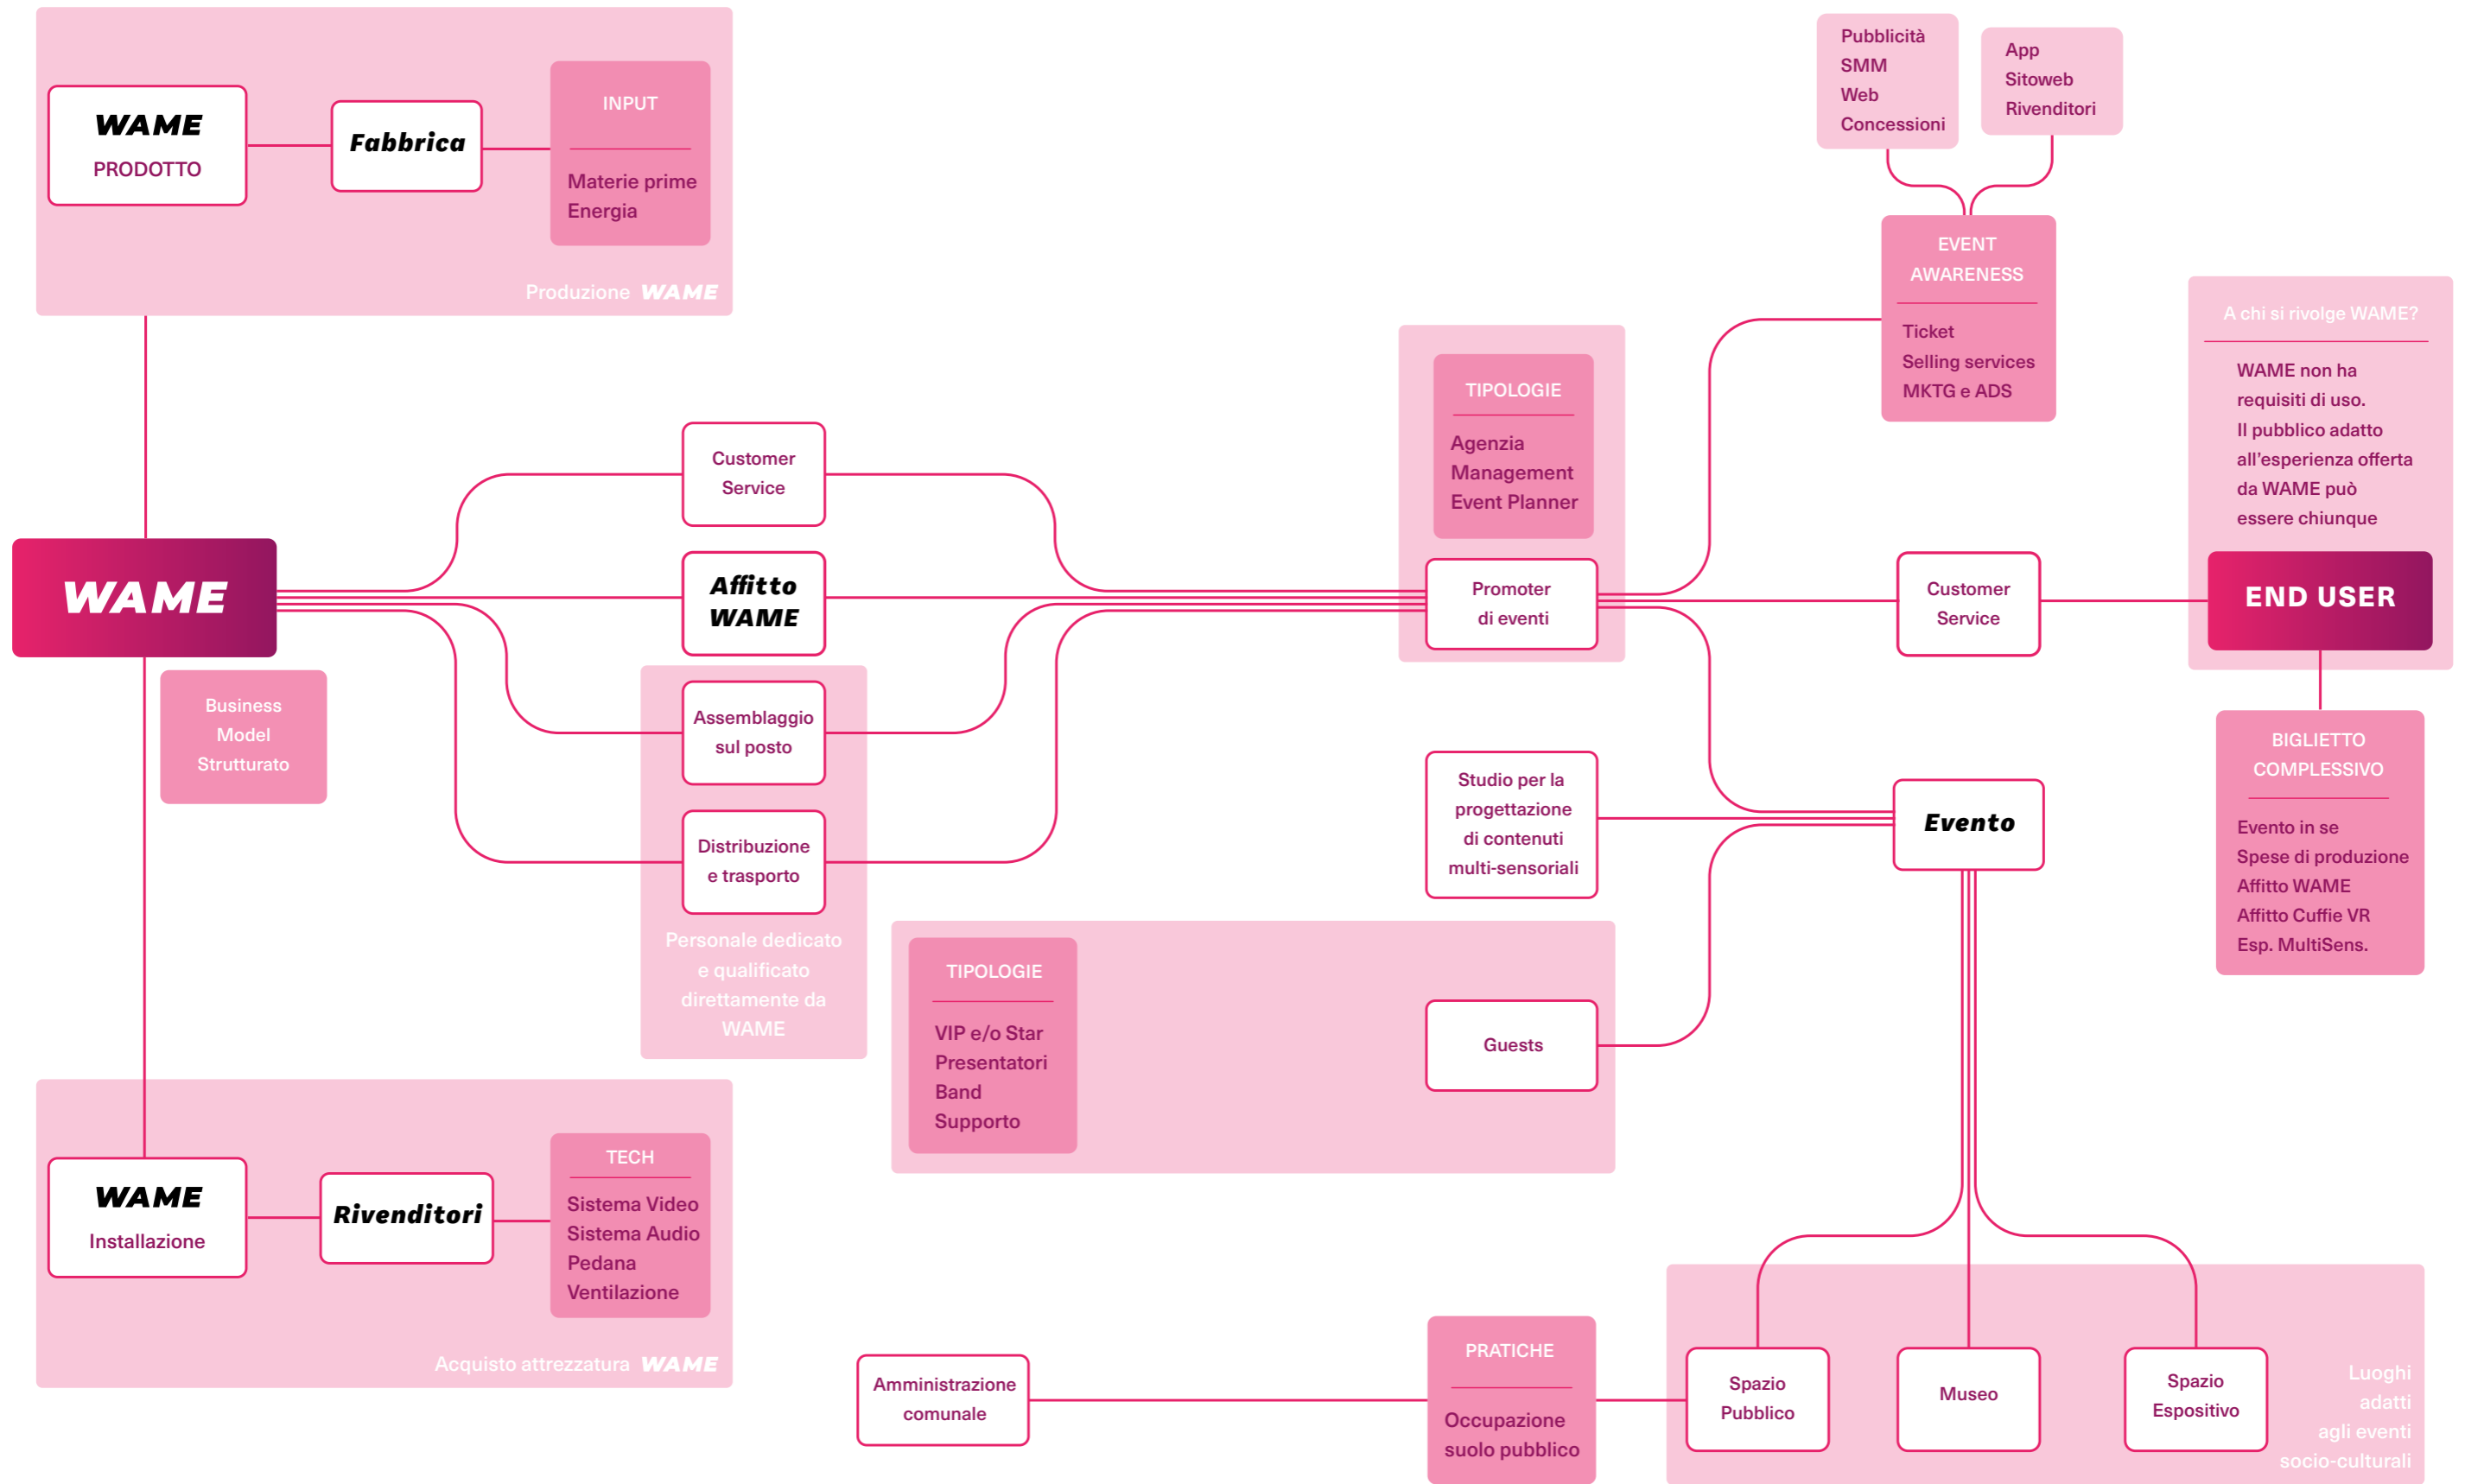 WAME
PRODOTTO
Fabbrica
INPUT
Materie prime
Energia
Produzione WAME
Pubblicità
SMM
Web
Concessioni
App
Sitoweb
Rivenditori
EVENT
AWARENESS
Ticket
Selling services
MKTG e ADS
A chi si rivolge WAME?
WAME non ha
requisiti di uso.
Il pubblico adatto
all'esperienza offerta
da WAME può
essere chiunque
END USER
TIPOLOGIE
Agenzia
Management
Event Planner
Promoter
di eventi
Customer
Service
Customer
Service
Affitto
WAME
WAME
Business
Model
Strutturato
Assemblaggio
sul posto
Distribuzione
e trasporto
Personale dedicato
e qualificato
direttamente da
WAME
Studio per la
progettazione
di contenuti
multi-sensoriali
Evento
BIGLIETTO
COMPLESSIVO
Evento in se
Spese di produzione
Affitto WAME
Affitto Cuffie VR
Esp. MultiSens.
TIPOLOGIE
VIP e/o Star
Presentatori
Band
Supporto
Guests
WAME
Installazione
Rivenditori
TECH
Sistema Video
Sistema Audio
Pedana
Ventilazione
Acquisto attrezzatura WAME
Amministrazione
comunale
PRATICHE
Occupazione
suolo pubblico
Spazio
Pubblico
Museo
Spazio
Espositivo
Luoghi
adatti
agli eventi
socio-culturali